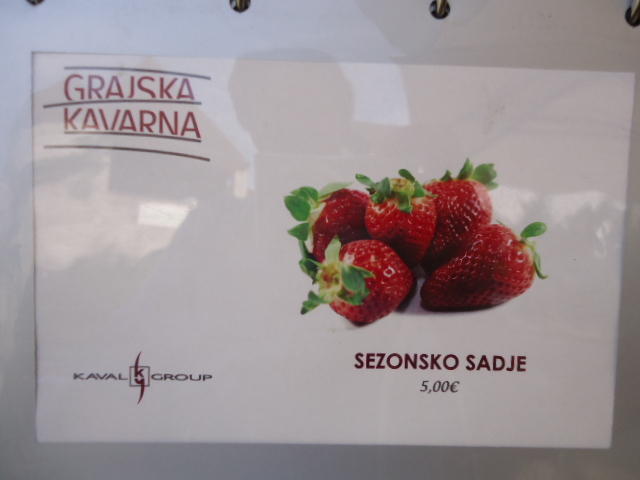 GRAJSKA
KAVARNA
SEZONSKO SADJE
5,00€
KAVAL K GROUP